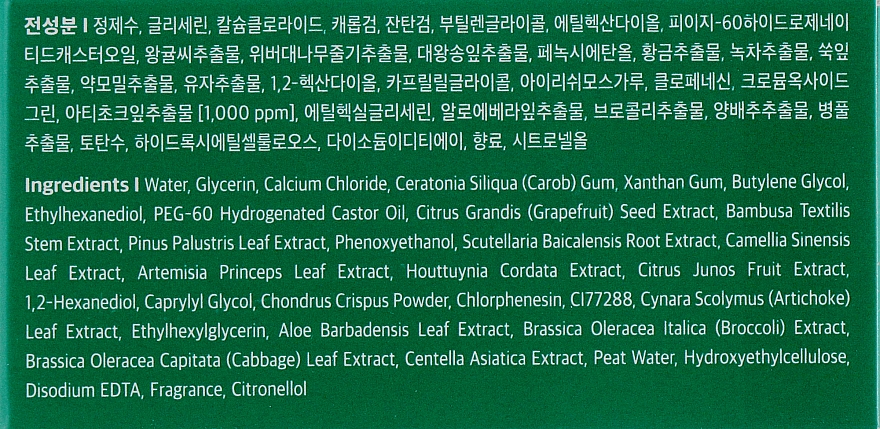 전성분 I 정제수, 글리세린, 칼슘클로라이드, 캐롭검, 잔탄검, 부틸렌글라이콜, 에틸헥산다이올, 피이지-60하이드로제네이
티드캐스터오일, 왕귤씨추출물, 위버대나무줄기추출물, 대왕송잎추출물, 페녹시에탄올, 황금추출물, 녹차추출물, 쑥잎
추출물, 약모밀추출물, 유자추출물, 1,2-헥산다이올, 카프릴릴글라이콜, 아이리쉬모스가루, 클로페네신, 크로뮴옥사이드
그린, 아티초크잎추출물 [1,000 ppm], 에틸헥실글리세린, 알로에베라잎추출물, 브로콜리추출물, 양배추추출물, 병풀
추출물, 토탄수, 하이드록시에틸셀룰로오스, 다이소듐이디티에이, 향료, 시트로넬올
Ingredients I Water, Glycerin, Calcium Chloride, Ceratonia Siliqua (Carob) Gum, Xanthan Gum, Butylene Glycol,
Ethylhexanediol, PEG-60 Hydrogenated Castor Oil, Citrus Grandis (Grapefruit) Seed Extract, Bambusa Textilis
Stem Extract, Pinus Palustris Leaf Extract, Phenoxyethanol, Scutellaria Baicalensis Root Extract, Camellia Sinensis
Leaf Extract, Artemisia Princeps Leaf Extract, Houttuynia Cordata Extract, Citrus Junos Fruit Extract,
1,2-Hexanediol, Caprylyl Glycol, Chondrus Crispus Powder, Chlorphenesin, CI77288, Cynara Scolymus (Artichoke)
Leaf Extract, Ethylhexylglycerin, Aloe Barbadensis Leaf Extract, Brassica Oleracea Italica (Broccoli) Extract,
Brassica Oleracea Capitata (Cabbage) Leaf Extract, Centella Asiatica Extract, Peat Water, Hydroxyethylcellulose,
Disodium EDTA, Fragrance, Citronellol